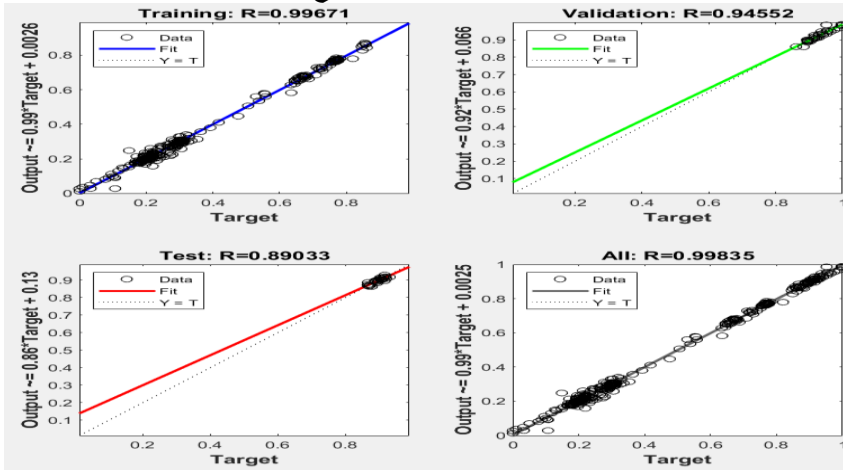 Training: R=0.99671
Output ~= 0.99*Target + 0.0026
0.8
0.6
0.4
0.2
0
Data
Fit
Y = T
0 0.2 0.4 0.6 0.8
Target
Validation: R=0.94552
Output ~= 0.92*Target + 0.066
0.9
0.8
0.7
0.6
0.5
0.4
0.3
0.2
0.1
Data
Fit
Y = T
0.2 0.4 0.6 0.8 1
Target
Test: R=0.89033
Output ~= 0.86*Target + 0.13
0.9
0.8
0.7
0.6
0.5
0.4
0.3
0.2
0.1
Data
Fit
Y = T
0.2 0.4 0.6 0.8
Target
All: R=0.99835
Output ~= 0.99*Target + 0.0025
1
0.8
0.6
0.4
0.2
0
Data
Fit
Y = T
0 0.2 0.4 0.6 0.8 1
Target